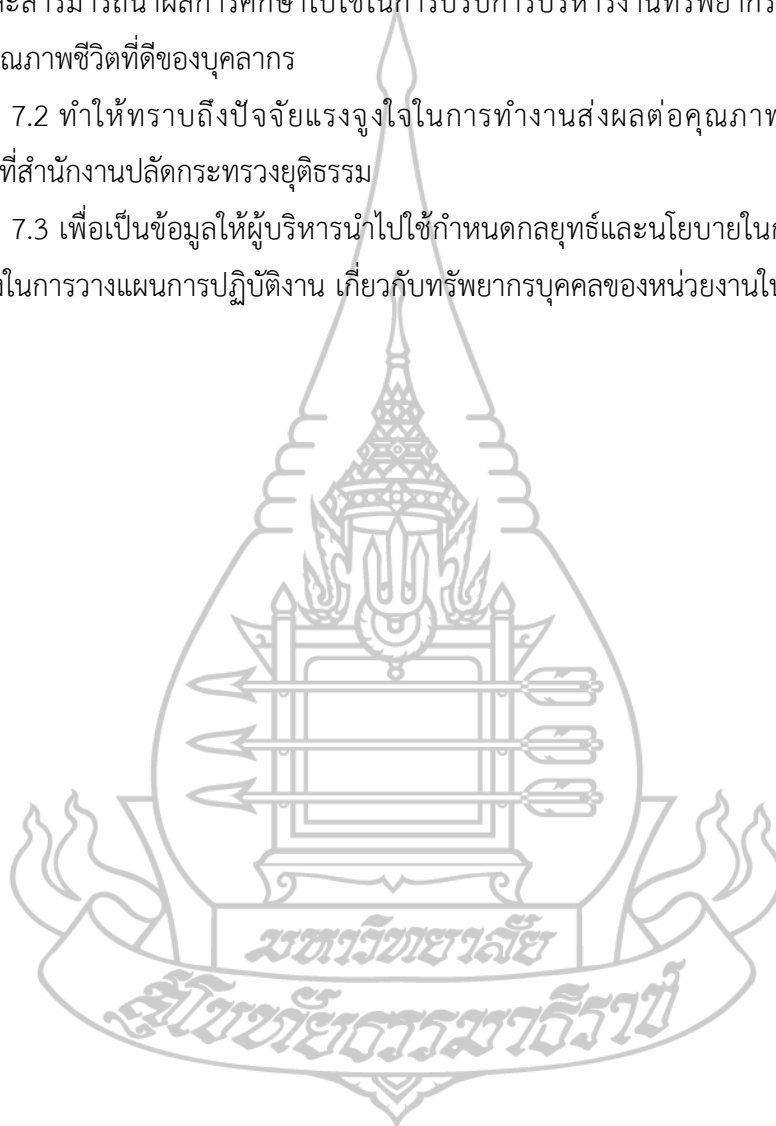 ละสามารถนำผลการศึกษาไปใช้ในการปรับการบริหารงานทรัพยากร
ุณภาพชีวิตที่ดีของบุคลากร
7.2 ทำให้ทราบถึงปัจจัยแรงจูงใจในการทำงานส่งผลต่อคุณภาพ
ที่สำนักงานปลัดกระทรวงยุติธรรม
7.3 เพื่อเป็นข้อมูลให้ผู้บริหารนำไปใช้กำหนดกลยุทธ์และนโยบายในก
ในการวางแผนการปฏิบัติงาน เกี่ยวกับทรัพยากรบุคคลของหน่วยงานใน
มหาวิทยาลัย
สุโขทัยธรรมาธิราช